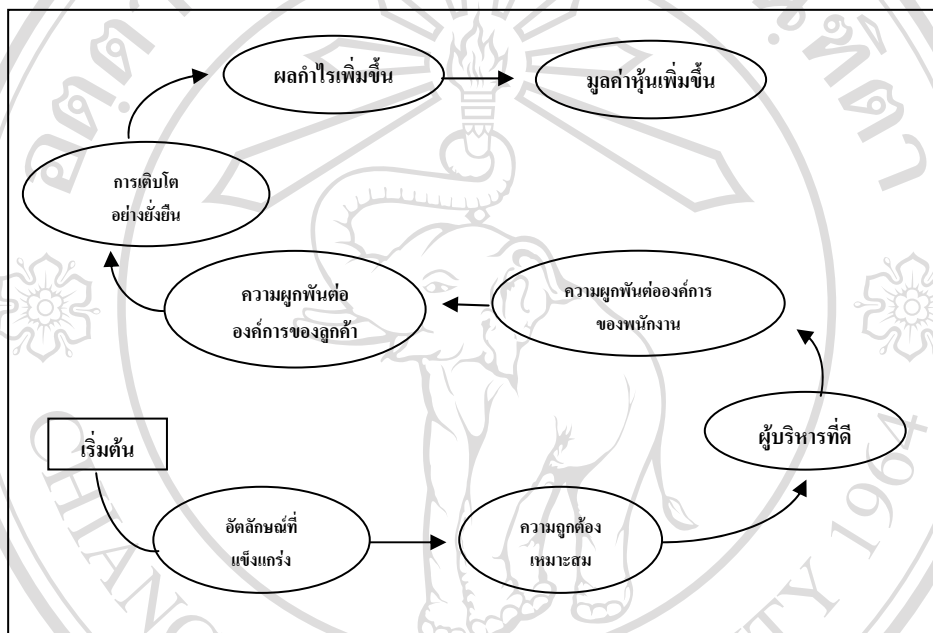 ผลกำไรเพิ่มขึ้น
มูลค่าหุ้นเพิ่มขึ้น
การเติบโต
อย่างยั่งยืน
ความผูกพันต่อ
องค์การของลูกค้า
ความผูกพันต่อองค์การ
ของพนักงาน
ผู้บริหารที่ดี
เริ่มต้น
อัตลักษณ์ที่
แข็งแกร่ง
ความถูกต้อง
เหมาะสม